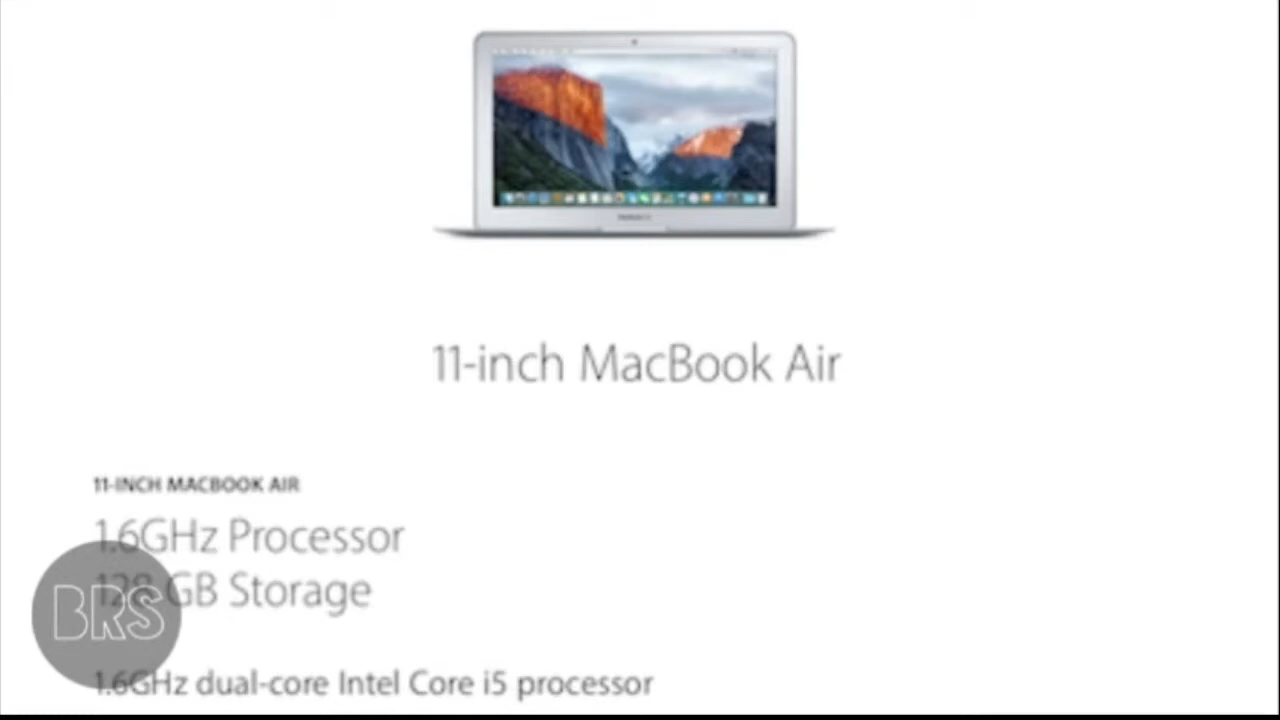 11-inch MacBook Air
11-INCH MACBOOK AIR
1.6GHz Processor
128 GB Storage
BRS
1.6GHz dual-core Intel Core i5 processor